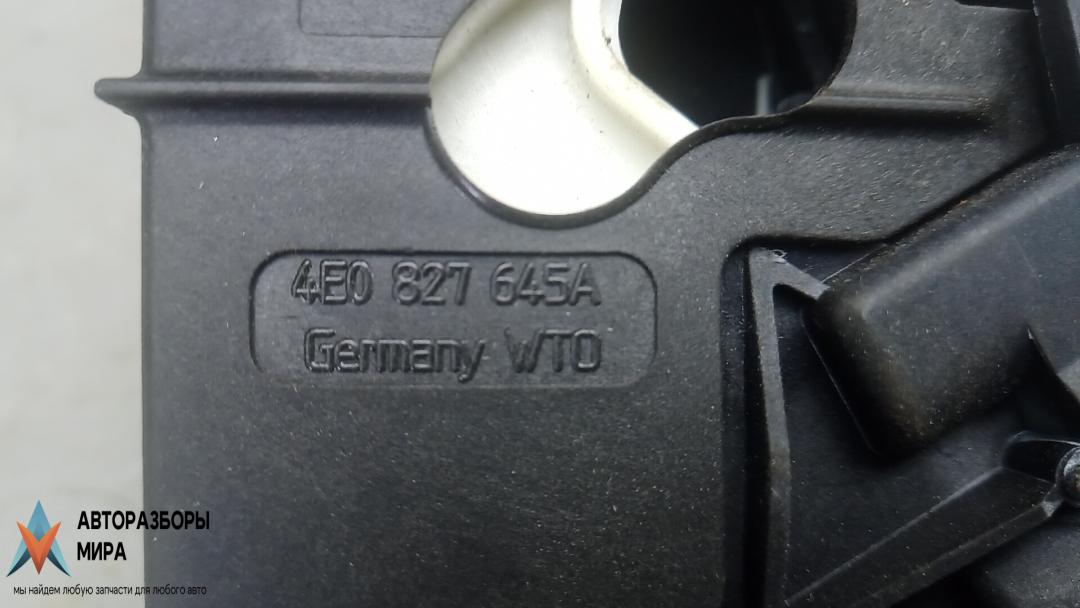 4E0 827 645A
Germany WTO
АВТОРАЗБОРЫ
МИРА
мы найдем любую запчасти для любого авто